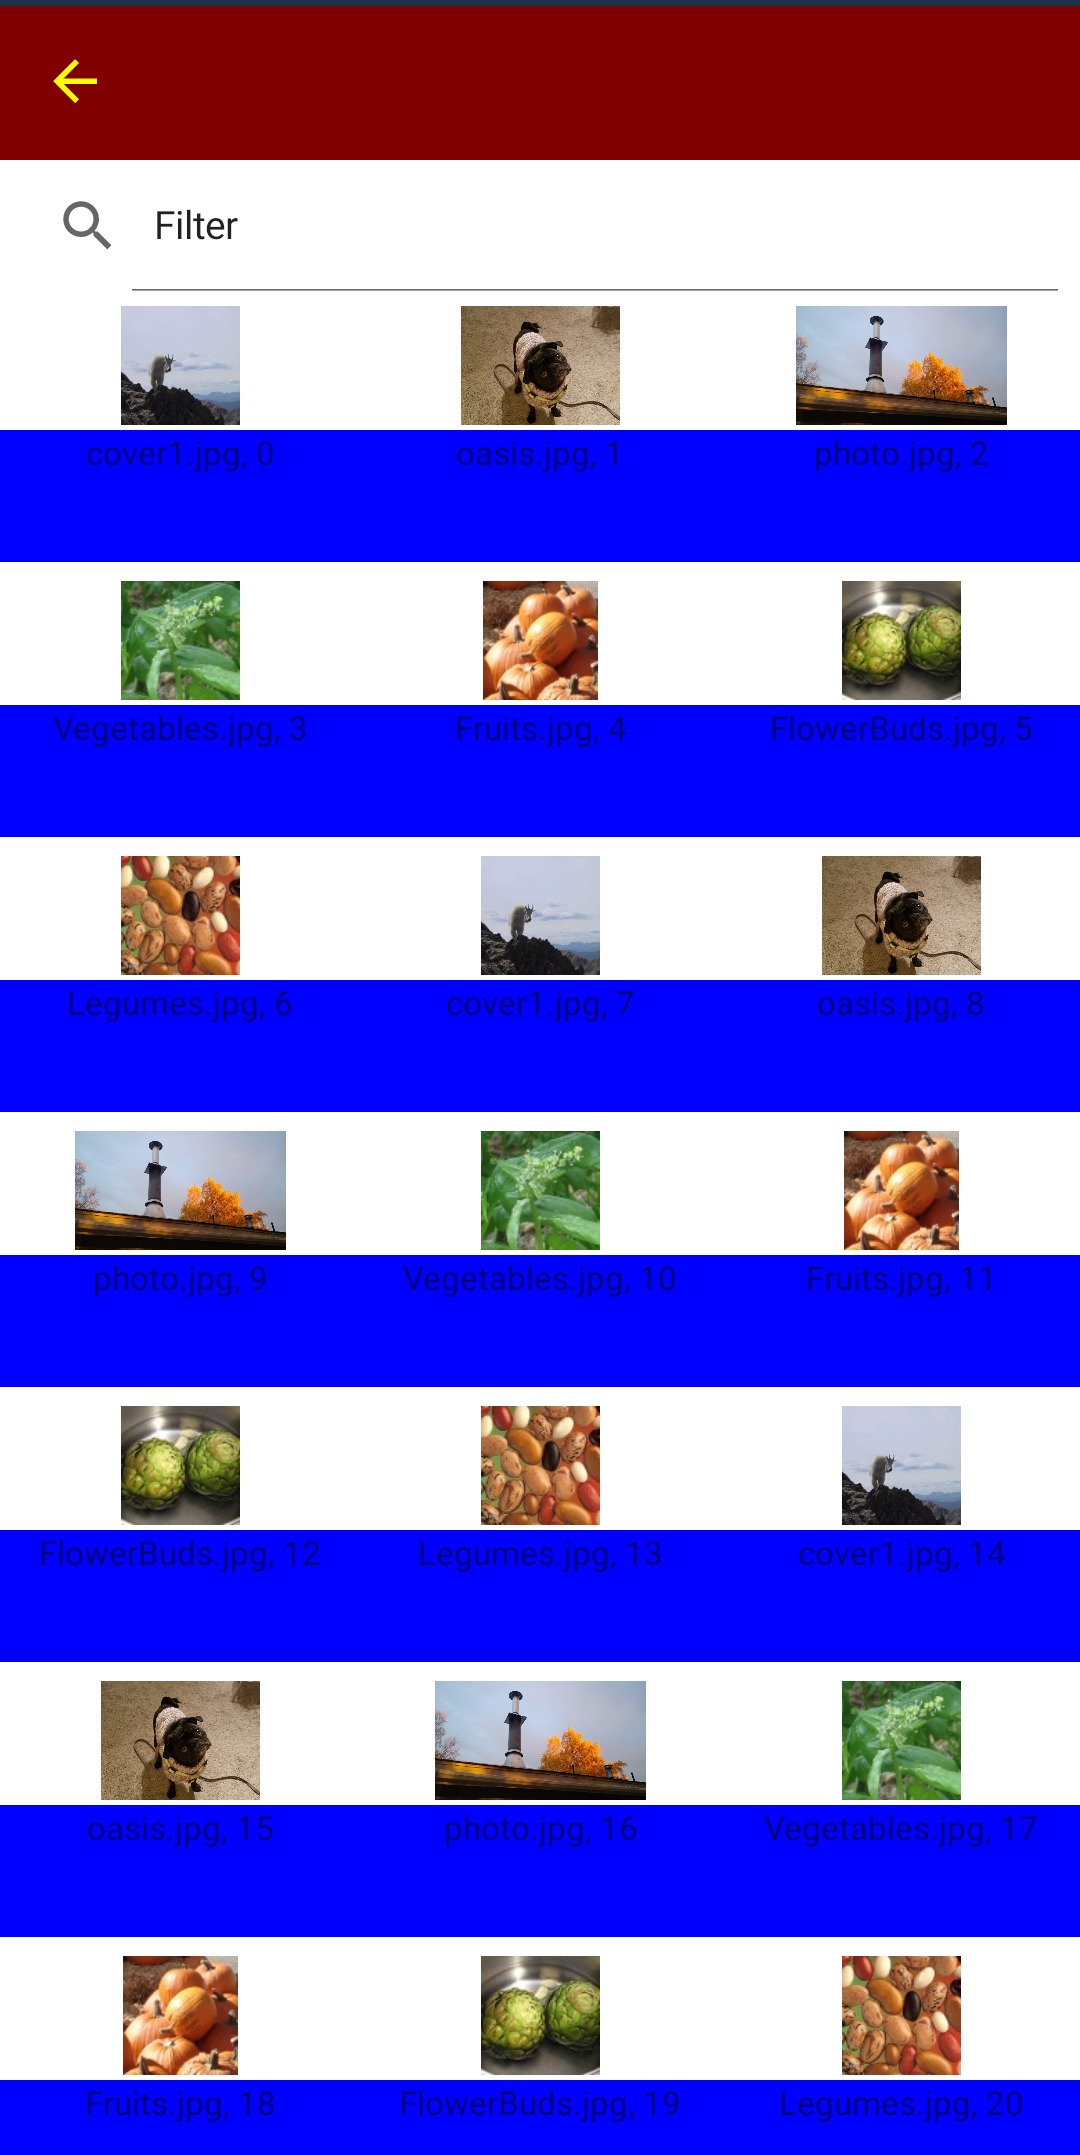 Filter
cover1.jpg, 0
oasis.jpg, 1
photo.jpg, 2
Vegetables.jpg, 3
Fruits.jpg, 4
FlowerBuds.jpg, 5
Legumes.jpg, 6
cover1.jpg, 7
oasis.jpg, 8
photo.jpg, 9
Vegetables.jpg, 10
Fruits.jpg, 11
FlowerBuds.jpg, 12
Legumes.jpg, 13
cover1.jpg, 14
oasis.jpg, 15
photo.jpg, 16
Vegetables.jpg, 17
Fruits.jpg, 18
FlowerBuds.jpg, 19
Legumes.jpg, 20